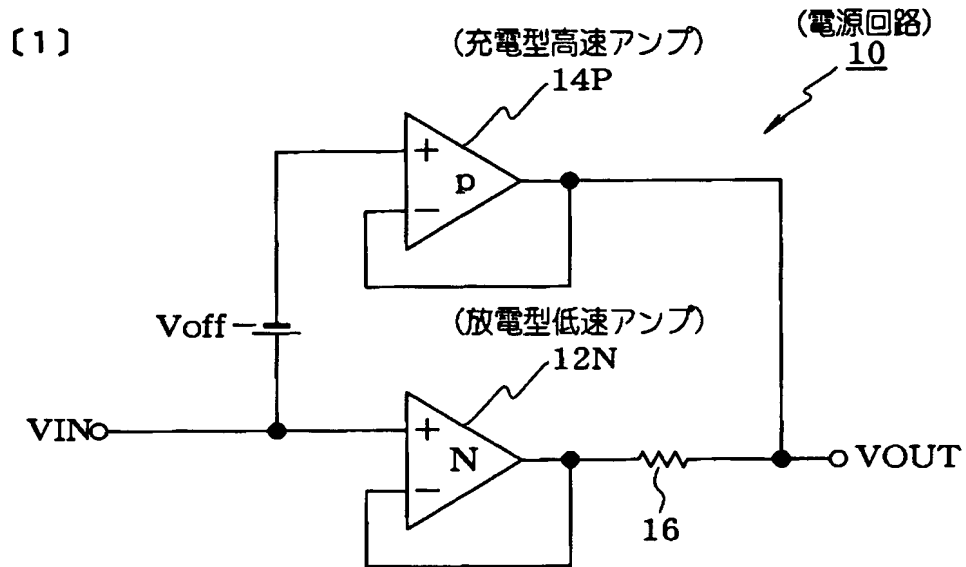 〔1〕
(充電型高速アンプ)
14P
(電源回路)
10
+
p
−
Voff
(放電型低速アンプ)
12N
VIN
+
N
−
VOUT
16